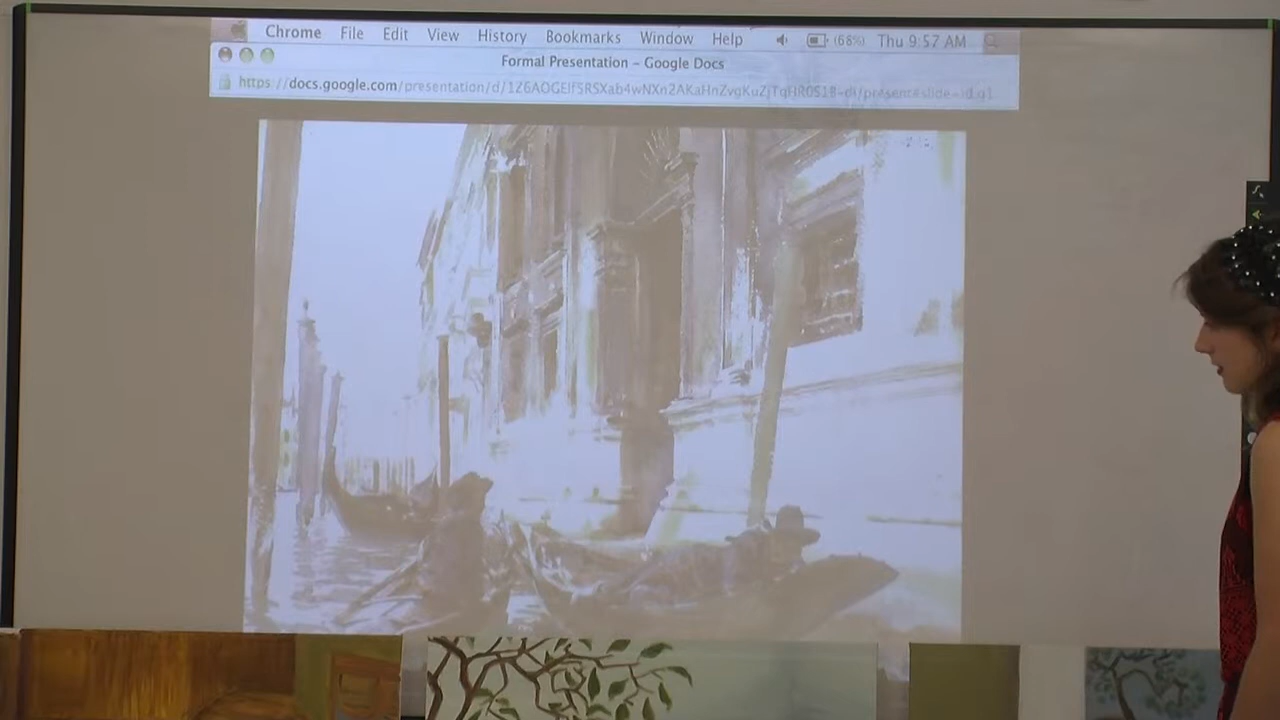 Chrome File Edit View History Bookmarks Window Help (68%) Thu 9:57 AM
Formal Presentation – Google Docs
https://docs.google.com/presentation/d/